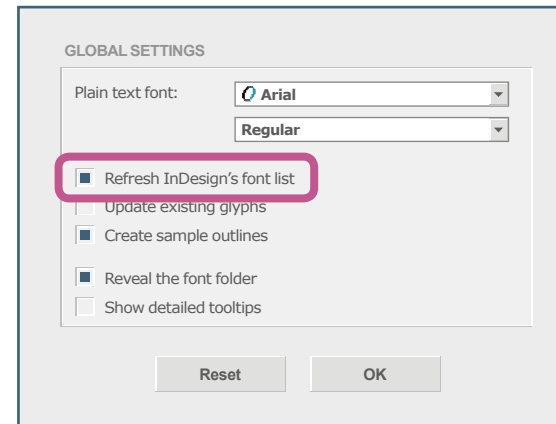 GLOBAL SETTINGS
Plain text font:
Arial
Regular
Refresh InDesign’s font list
Update existing glyphs
Create sample outlines
Reveal the font folder
Show detailed tooltips
Reset OK